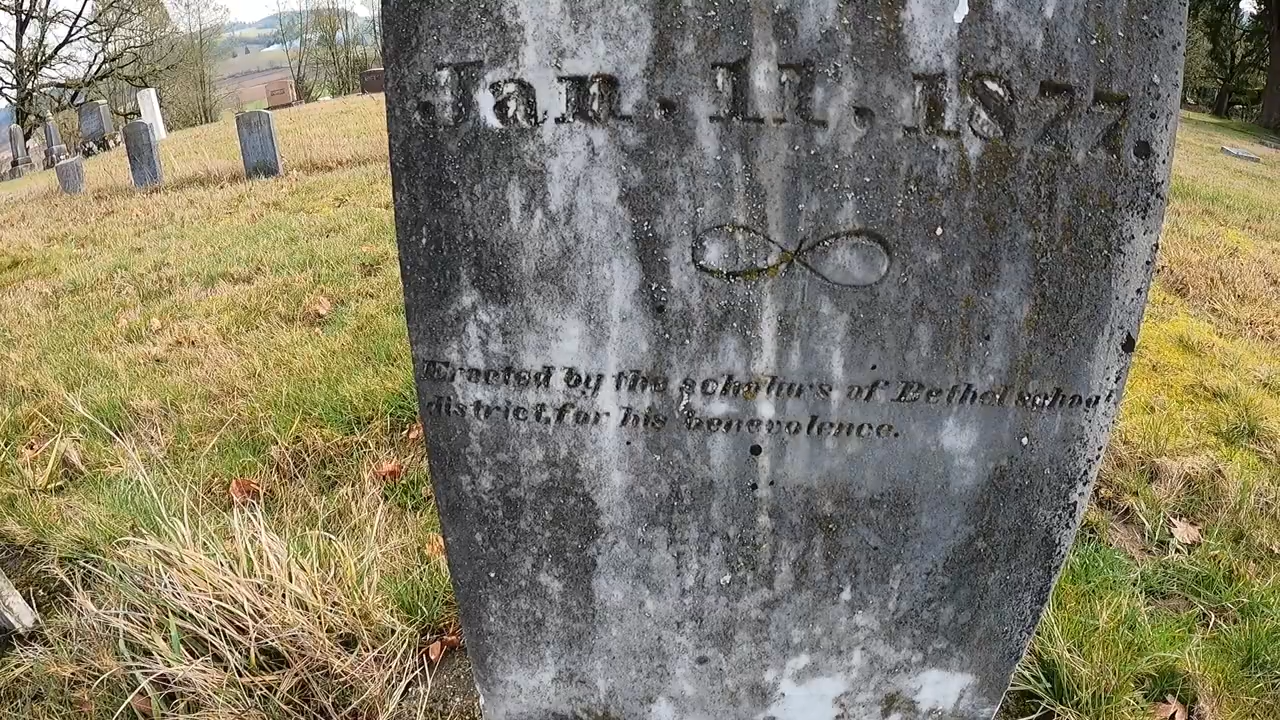 Jan. 11. 1877
Erected by the scholars of Bethel school
district, for his benevolence.